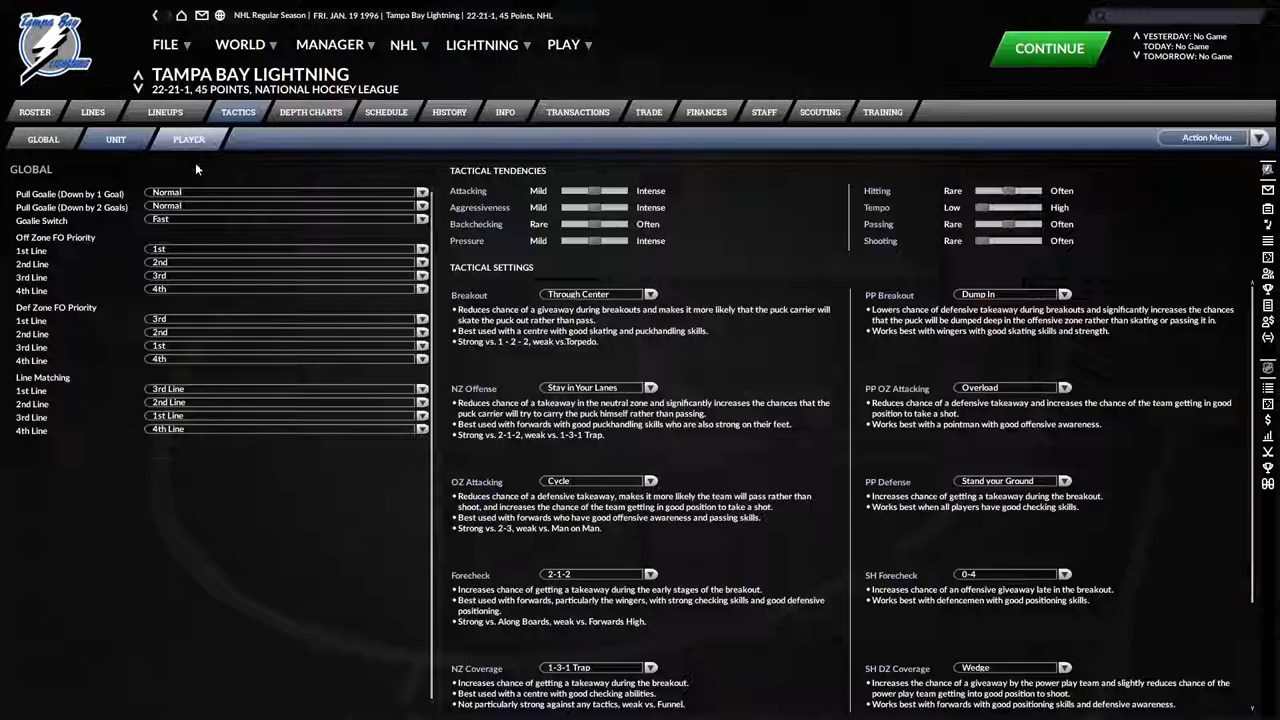 Tampa Bay
NHL Regular Season | FRI. JAN. 19 1996 | Tampa Bay Lightning | 22-21-1, 45 Points, NHL
FILE WORLD MANAGER NHL LIGHTNING PLAY
CONTINUE
YESTERDAY: No Game
TODAY: No Game
TOMORROW: No Game
TAMPA BAY LIGHTNING
22-21-1, 45 POINTS, NATIONAL HOCKEY LEAGUE
ROSTER LINES LINEUPS TACTICS DEPTH CHARTS SCHEDULE HISTORY INFO TRANSACTIONS TRADE FINANCES STAFF SCOUTING TRAINING
GLOBAL UNIT PLAYER
Action Menu
GLOBAL
Pull Goalie (Down by 1 Goal) Normal
Pull Goalie (Down by 2 Goals) Normal
Goalie Switch Fast
Off Zone FO Priority
1st Line 1st
2nd Line 2nd
3rd Line 3rd
4th Line 4th
Def Zone FO Priority
1st Line 3rd
2nd Line 2nd
3rd Line 1st
4th Line 4th
Line Matching
1st Line 3rd Line
2nd Line 2nd Line
3rd Line 1st Line
4th Line 4th Line
TACTICAL TENDENCIES
Attacking Mild Intense
Aggressiveness Mild Intense
Backchecking Rare Often
Pressure Mild Intense
Hitting Rare Often
Tempo Low High
Passing Rare Often
Shooting Rare Often
TACTICAL SETTINGS
Breakout Through Center
• Reduces chance of a giveaway during breakouts and makes it more likely that the puck carrier will
skate the puck out rather than pass.
• Best used with a centre with good skating and puckhandling skills.
• Strong vs. 1 - 2 - 2, weak vs.Torpedo.
NZ Offense Stay in Your Lanes
• Reduces chance of a takeaway in the neutral zone and significantly increases the chances that the
puck carrier will try to carry the puck himself rather than passing.
• Best used with forwards with good puckhandling skills who are also strong on their feet.
• Strong vs. 2-1-2, weak vs. 1-3-1 Trap.
OZ Attacking Cycle
• Reduces chance of a defensive takeaway, makes it more likely the team will pass rather than
shoot, and increases the chance of the team getting in good position to take a shot.
• Best used with forwards who have good offensive awareness and passing skills.
• Strong vs. 2-3, weak vs. Man on Man.
Forecheck 2-1-2
• Increases chance of getting a takeaway during the early stages of the breakout.
• Best used with forwards, particularly the wingers, with strong checking skills and good defensive
positioning.
• Strong vs. Along Boards, weak vs. Forwards High.
NZ Coverage 1-3-1 Trap
• Increases chance of getting a takeaway during the breakout.
• Best used with a centre with good checking abilities.
• Not particularly strong against any tactics, weak vs. Funnel.
PP Breakout Dump In
• Lowers chance of defensive takeaway during breakouts and significantly increases the chances
that the puck will be dumped deep in the offensive zone rather than skating or passing it in.
• Works best with wingers with good skating skills and strength.
PP OZ Attacking Overload
• Reduces chance of a defensive takeaway and increases the chance of the team getting in good
position to take a shot.
• Works best with a pointman with good offensive awareness.
PP Defense Stand your Ground
• Increases chance of getting a takeaway during the breakout.
• Works best when all players have good checking skills.
SH Forecheck 0-4
• Increases chance of an offensive giveaway late in the breakout.
• Works best with defencemen with good positioning skills.
SH DZ Coverage Wedge
• Increases the chance of a giveaway by the power play team and slightly reduces chance of the
power play team getting into good position to shoot.
• Works best with forwards with good positioning skills and defensive awareness.